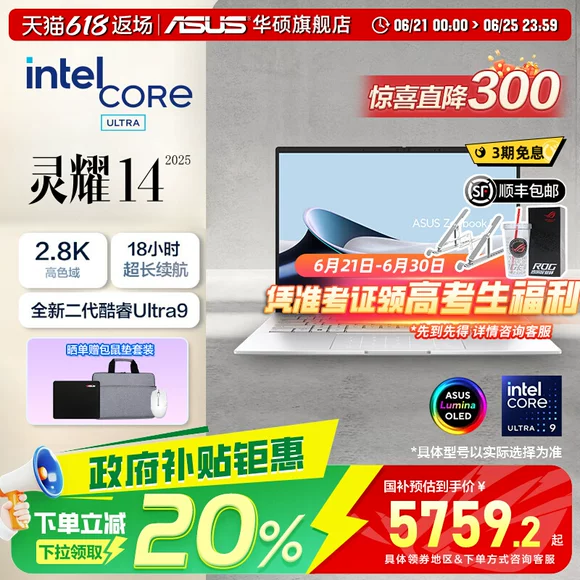 天猫618返场 ASUS 华硕旗舰店 06/21 00:00 > 06/25 23:59
intel
CORE
ULTRA
惊喜直降300
灵耀14 2025
3期免息
SF 顺丰包邮
2.8K
高色域
18小时
超长续航
ASUS Zenbook
ROG
6月21日-6月30日
凭准考证领高考生福利
*先到先得 详情咨询客服
全新二代酷睿Ultra9
晒单赠包鼠垫套装
ASUS
Lumina
OLED
intel
CORE
ULTRA 9
*具体型号以实际选择为准
政府补贴钜惠
下单立减
下拉领取
20%
国补预估到手价¥
5759.2起
具体领券地区&下单方式咨询客服